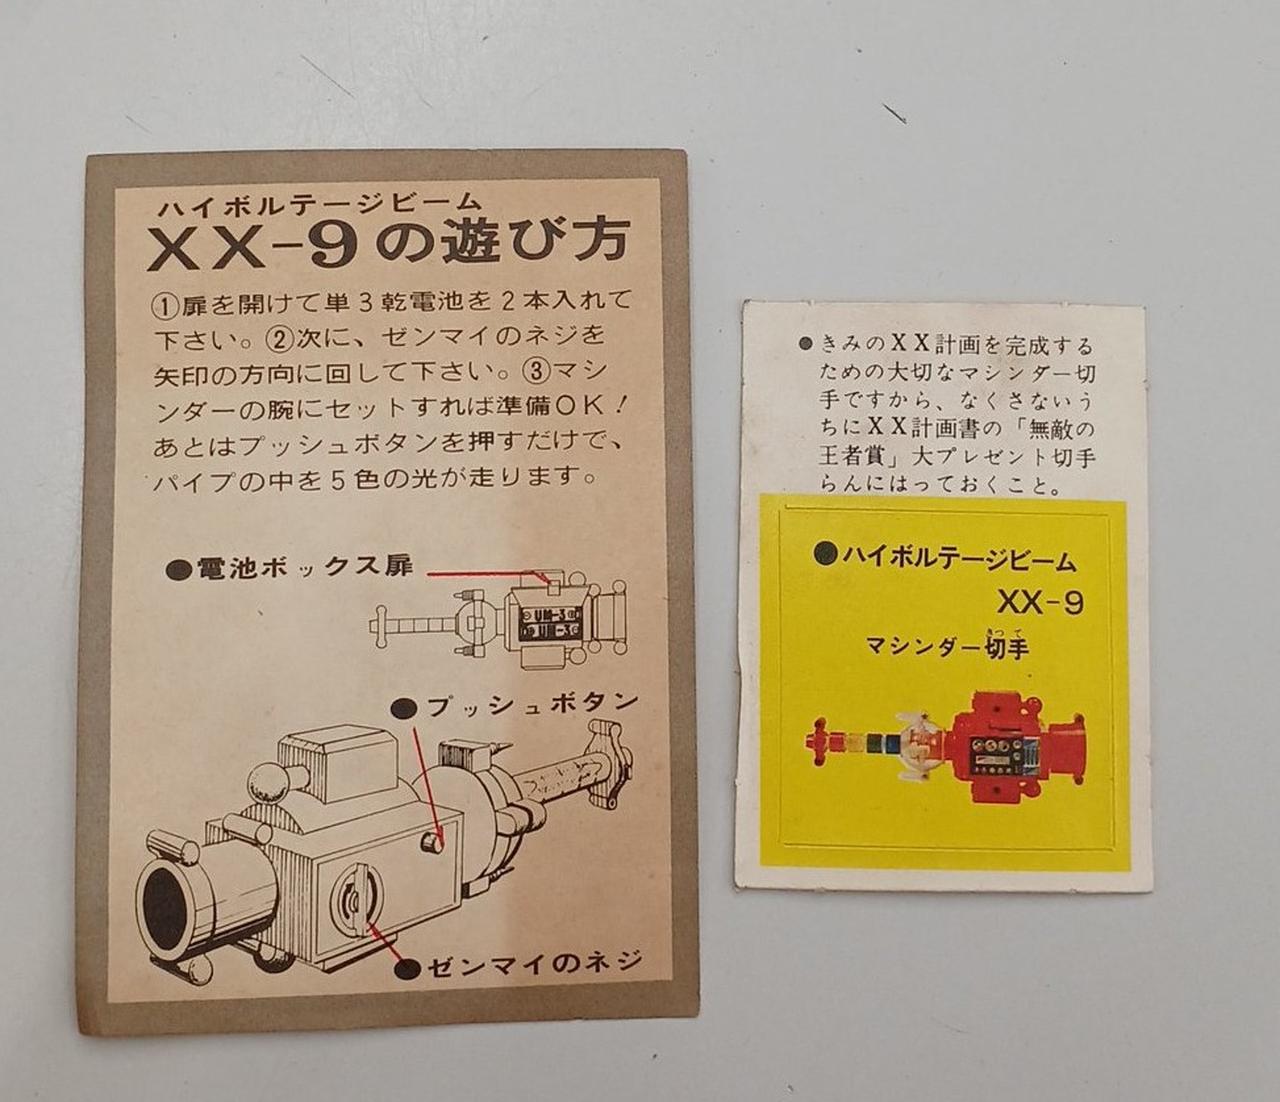 ハイボルテージビーム
XX-9の遊び方
①扉を開けて単3乾電池を2本入れて
下さい。②次に、ゼンマイのネジを
矢印の方向に回して下さい。③マシ
ンダーの腕にセットすれば準備OK!
あとはプッシュボタンを押すだけで、
パイプの中を5色の光が走ります。
●電池ボックス扉
UM-3
UM-3
●プッシュボタン
●ゼンマイのネジ
●きみのXX計画を完成する
ための大切なマシンダー切
手ですから、なくさないう
ちにXX計画書の「無敵の
王者賞」大プレゼント切手
らんにはっておくこと。
●ハイボルテージビーム
XX-9
きって
マシンダー切手